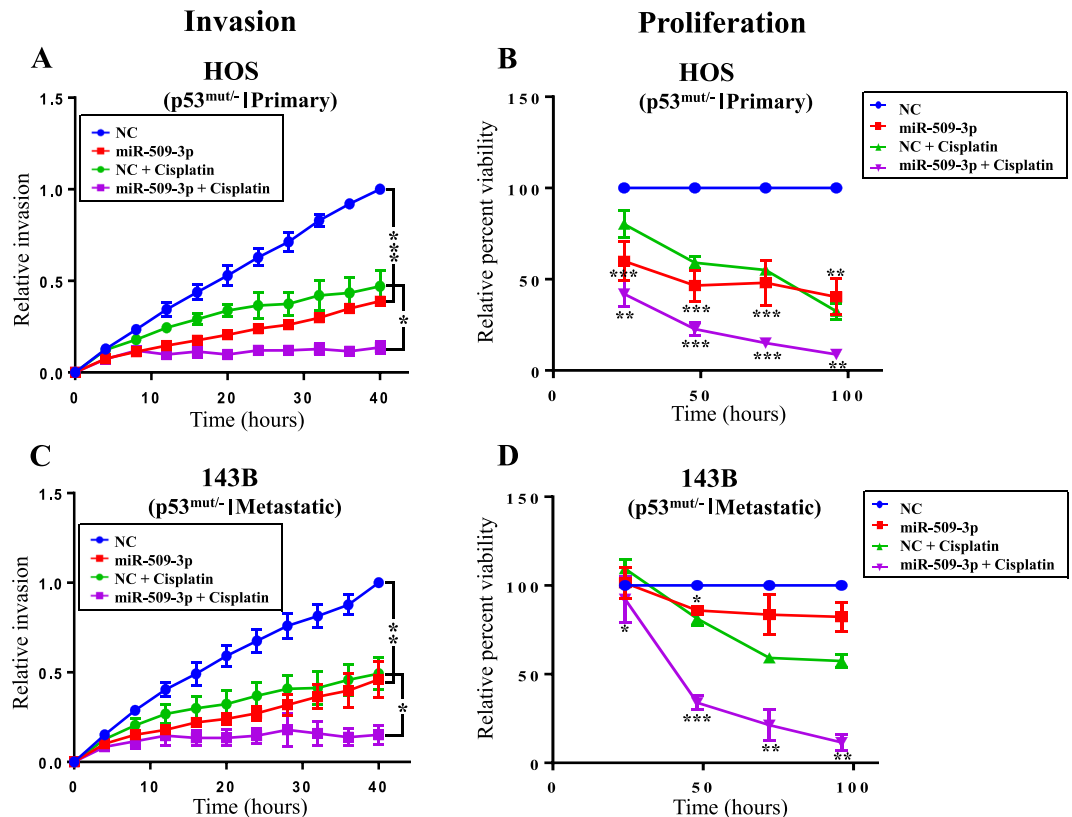 Invasion
Proliferation
A
HOS
(p53mut/- | Primary)
1.5
1.0
0.5
0.0
Relative invasion
NC
miR-509-3p
NC + Cisplatin
miR-509-3p + Cisplatin
***
*
0 10 20 30 40
Time (hours)
B
HOS
(p53mut/- | Primary)
150
100
50
0
Relative percent viability
NC
miR-509-3p
NC + Cisplatin
miR-509-3p + Cisplatin
*** *** *** **
** *** *** **
0 50 100
Time (hours)
C
143B
(p53mut/- | Metastatic)
1.5
1.0
0.5
0.0
Relative invasion
NC
miR-509-3p
NC + Cisplatin
miR-509-3p + Cisplatin
**
*
0 10 20 30 40
Time (hours)
D
143B
(p53mut/- | Metastatic)
150
100
50
0
Relative percent viability
NC
miR-509-3p
NC + Cisplatin
miR-509-3p + Cisplatin
*
* *** ** **
0 50 100
Time (hours)